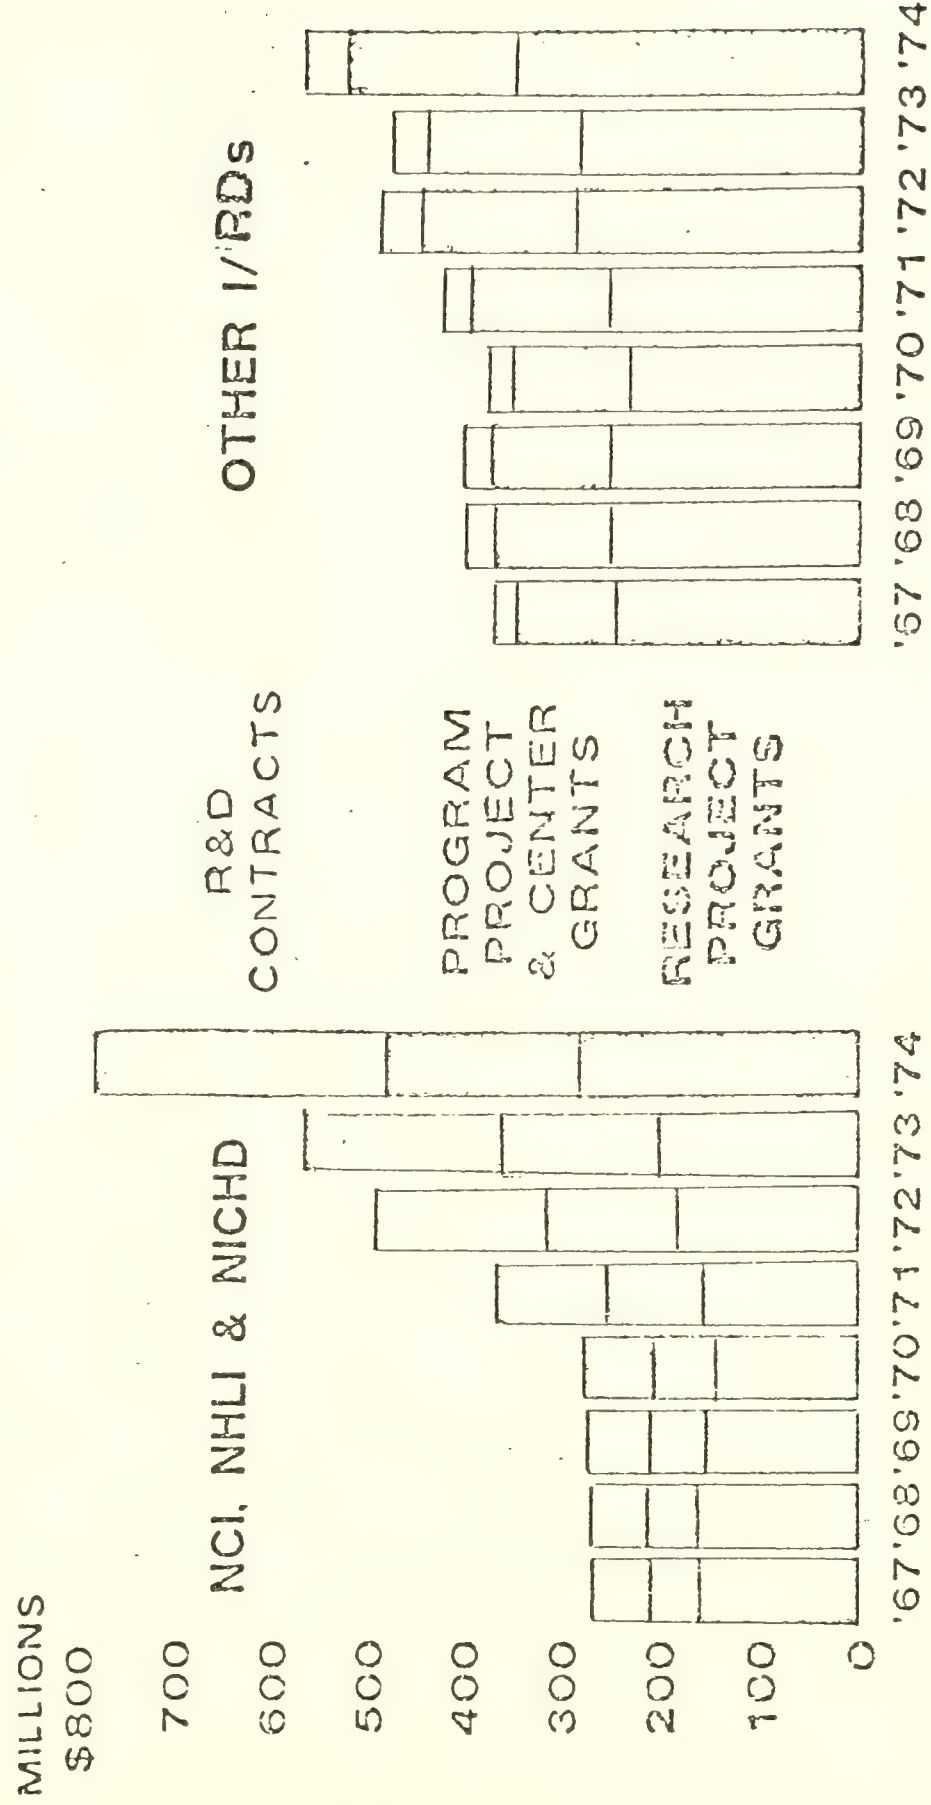 MILLIONS
$800
700
600
500
400
300
200
100
0
NCI, NHLI & NICHD
'67 '68 '69 '70 '71 '72 '73 '74
R&D
CONTRACTS
PROGRAM
PROJECT
& CENTER
GRANTS
RESEARCH
PROJECT
GRANTS
OTHER I/RDs
'67 '68 '69 '70 '71 '72 '73 '74